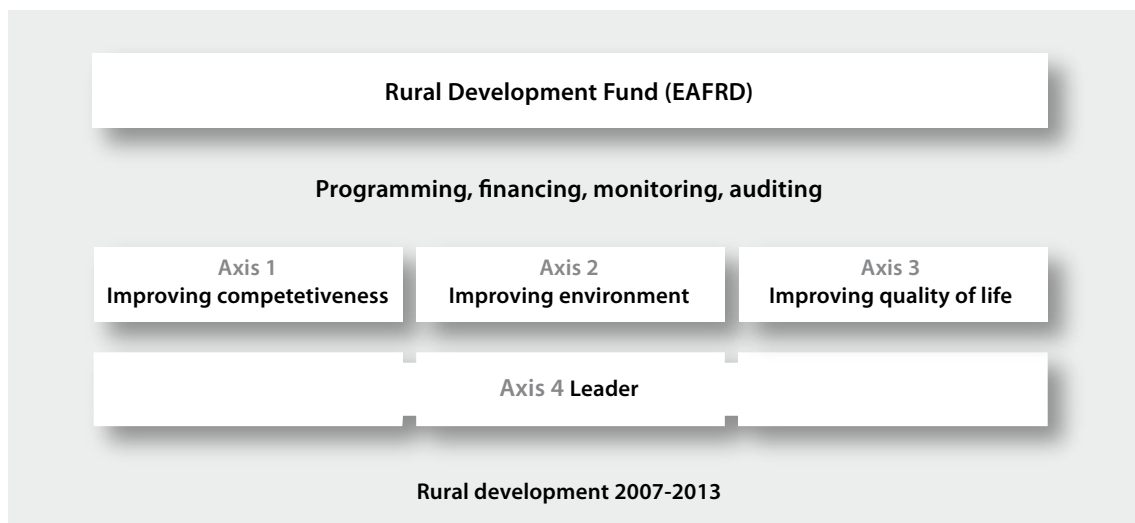 Rural Development Fund (EAFRD)
Programming, financing, monitoring, auditing
Axis 1
Improving competetiveness
Axis 2
Improving environment
Axis 3
Improving quality of life
Axis 4 Leader
Rural development 2007-2013